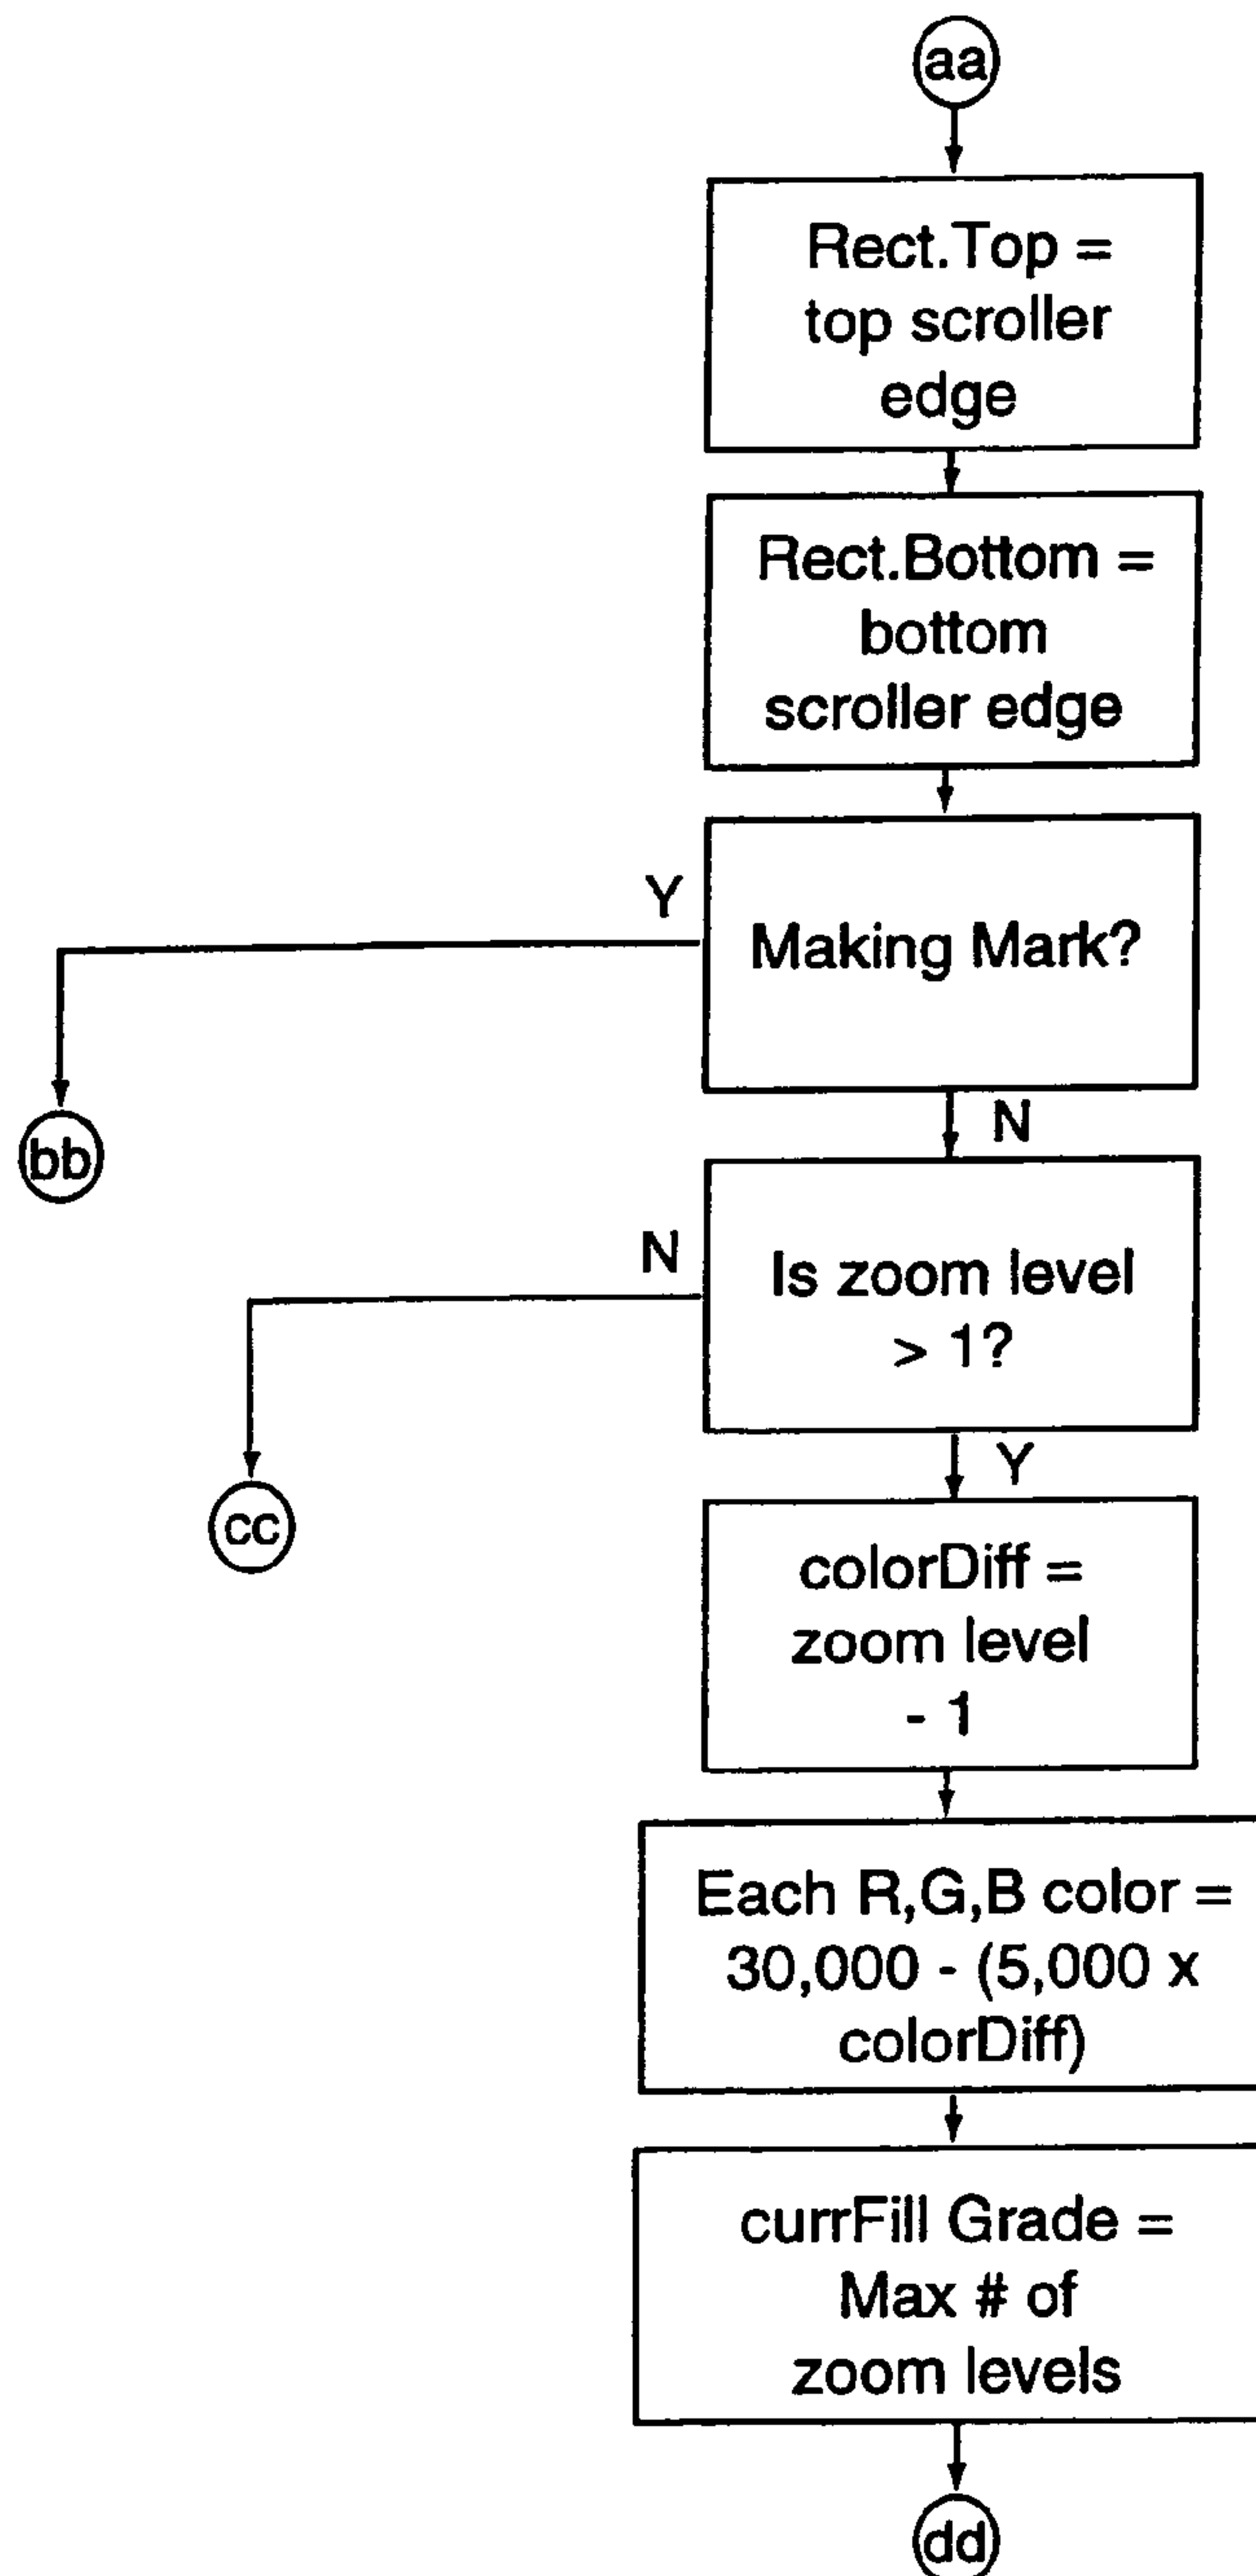 aa
Rect.Top =
top scroller
edge
Rect.Bottom =
bottom
scroller edge
Y
Making Mark?
bb
N
N
Is zoom level
> 1?
Y
cc
colorDiff =
zoom level
- 1
Each R,G,B color =
30,000 - (5,000 x
colorDiff)
currFill Grade =
Max # of
zoom levels
dd